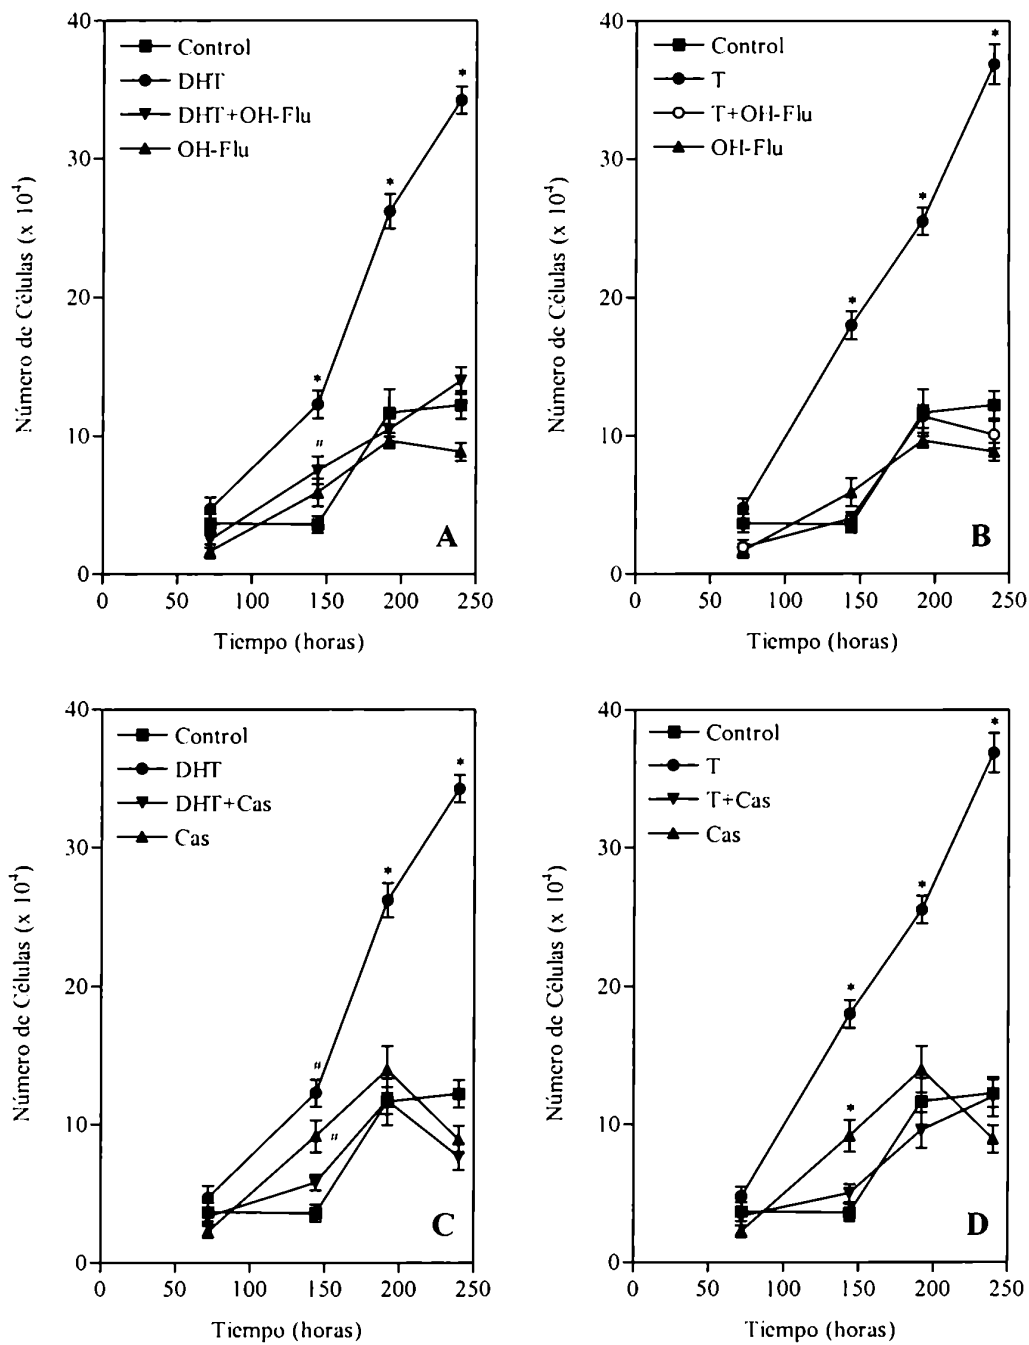 40
30
20
10
0
Número de Células (x 10⁴)
Control
DHT
DHT+OH-Flu
OH-Flu
*
*
*
#
A
0 50 100 150 200 250
Tiempo (horas)
40
30
20
10
0
Número de Células (x 10⁴)
Control
T
T+OH-Flu
OH-Flu
*
*
*
B
0 50 100 150 200 250
Tiempo (horas)
40
30
20
10
0
Número de Células (x 10⁴)
Control
DHT
DHT+Cas
Cas
*
*
#
#
C
0 50 100 150 200 250
Tiempo (horas)
40
30
20
10
0
Número de Células (x 10⁴)
Control
T
T+Cas
Cas
*
*
*
*
D
0 50 100 150 200 250
Tiempo (horas)